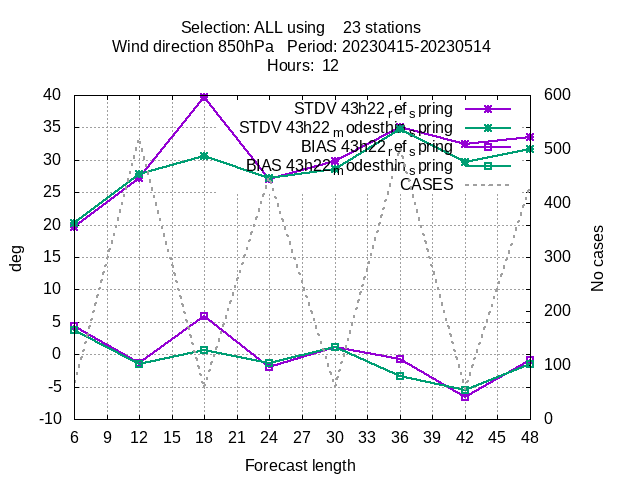 Selection: ALL using    23 stations
Wind direction 850hPa   Period: 20230415-20230514
Hours:  12
40
35
30
25
20
15
10
5
0
-5
-10
deg
600
500
400
300
200
100
0
No cases
STDV 43h22_ref_spring
STDV 43h22_modesthin_spring
BIAS 43h22_ref_spring
BIAS 43h22_modesthin_spring
CASES
6 9 12 15 18 21 24 27 30 33 36 39 42 45 48
Forecast length